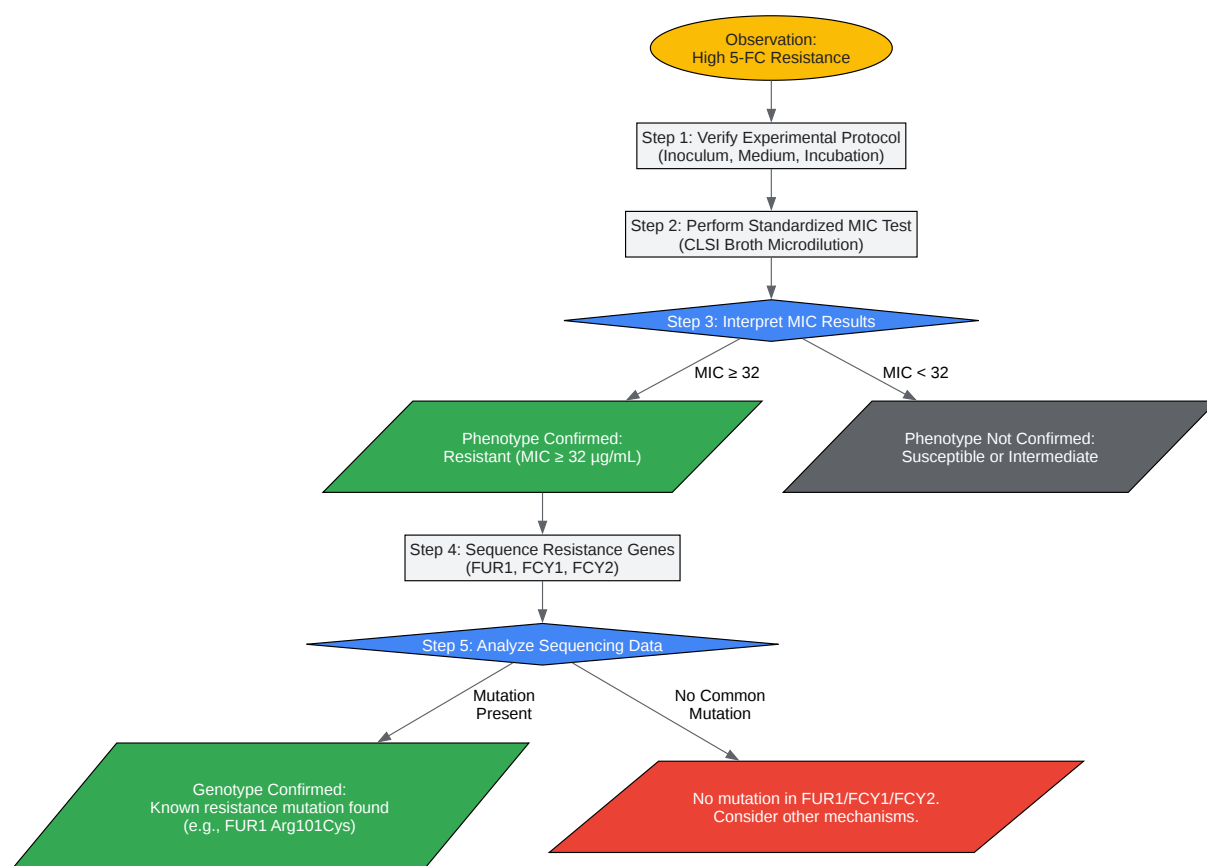 Observation:
High 5-FC Resistance
Step 1: Verify Experimental Protocol
(Inoculum, Medium, Incubation)
Step 2: Perform Standardized MIC Test
(CLSI Broth Microdilution)
Step 3: Interpret MIC Results
MIC ≥ 32
MIC < 32
Phenotype Confirmed:
Resistant (MIC ≥ 32 µg/mL)
Phenotype Not Confirmed:
Susceptible or Intermediate
Step 4: Sequence Resistance Genes
(FUR1, FCY1, FCY2)
Step 5: Analyze Sequencing Data
Mutation
Present
No Common
Mutation
Genotype Confirmed:
Known resistance mutation found
(e.g., FUR1 Arg101Cys)
No mutation in FUR1/FCY1/FCY2.
Consider other mechanisms.